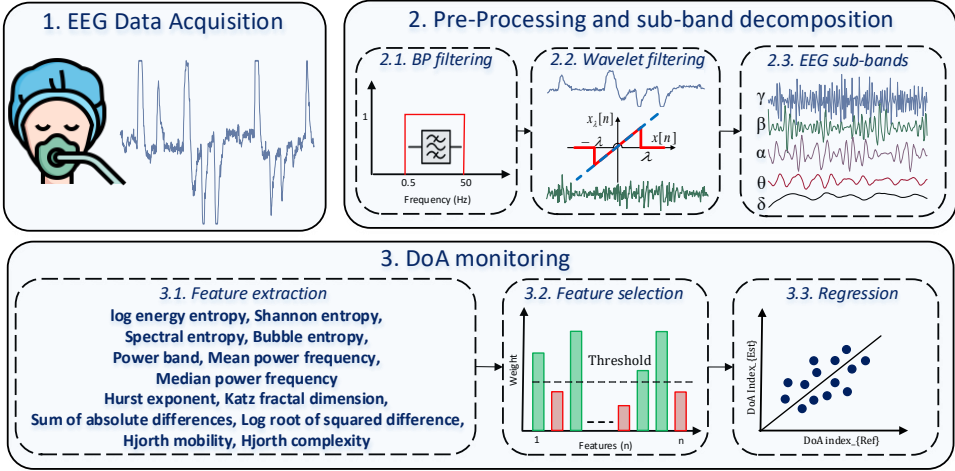 1. EEG Data Acquisition
2. Pre-Processing and sub-band decomposition
2.1. BP filtering
1
0.5
50
Frequency (Hz)
2.2. Wavelet filtering
x_λ[n]
x[n]
− λ
λ
2.3. EEG sub-bands
γ
β
α
θ
δ
3. DoA monitoring
3.1. Feature extraction
log energy entropy, Shannon entropy,
Spectral entropy, Bubble entropy,
Power band, Mean power frequency,
Median power frequency
Hurst exponent, Katz fractal dimension,
Sum of absolute differences, Log root of squared difference,
Hjorth mobility, Hjorth complexity
3.2. Feature selection
Weight
Threshold
1
n
Features (n)
3.3. Regression
DoA Index_{Est}
DoA index_{Ref}